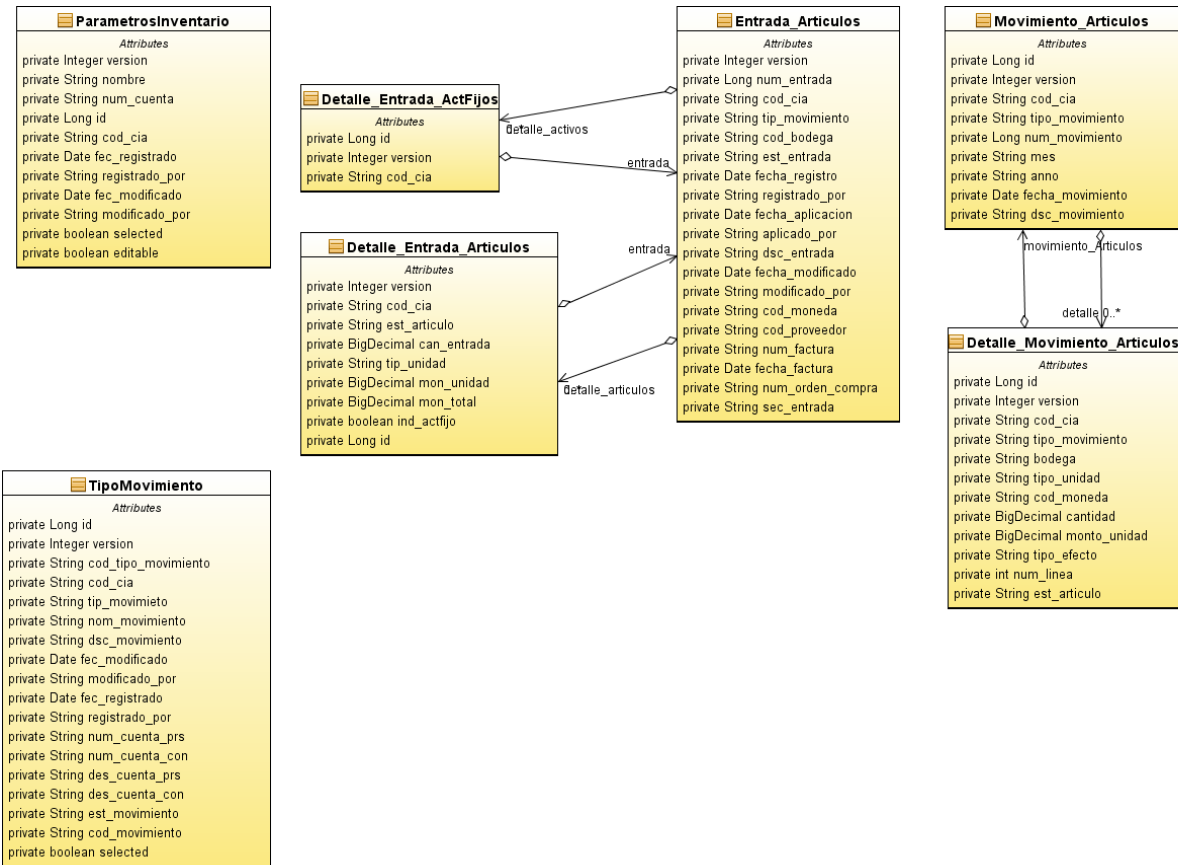 ParametrosInventario
Attributes
private Integer version
private String nombre
private String num_cuenta
private Long id
private String cod_cia
private Date fec_registrado
private String registrado_por
private Date fec_modificado
private String modificado_por
private boolean selected
private boolean editable
Detalle_Entrada_ActFijos
Attributes
private Long id
private Integer version
private String cod_cia
detalle_activos
entrada
Detalle_Entrada_Articulos
Attributes
private Integer version
private String cod_cia
private String est_articulo
private BigDecimal can_entrada
private String tip_unidad
private BigDecimal mon_unidad
private BigDecimal mon_total
private boolean ind_actfijo
private Long id
entrada
detalle_articulos
Entrada_Articulos
Attributes
private Integer version
private Long num_entrada
private String cod_cia
private String tip_movimiento
private String cod_bodega
private String est_entrada
private Date fecha_registro
private String registrado_por
private Date fecha_aplicacion
private String aplicado_por
private String dsc_entrada
private Date fecha_modificado
private String modificado_por
private String cod_moneda
private String cod_proveedor
private String num_factura
private Date fecha_factura
private String num_orden_compra
private String sec_entrada
Movimiento_Articulos
Attributes
private Long id
private Integer version
private String cod_cia
private String tipo_movimiento
private Long num_movimiento
private String mes
private String anno
private Date fecha_movimiento
private String dsc_movimiento
movimiento_Articulos
detalle 0..*
Detalle_Movimiento_Articulos
Attributes
private Long id
private Integer version
private String cod_cia
private String tipo_movimiento
private String bodega
private String tipo_unidad
private String cod_moneda
private BigDecimal cantidad
private BigDecimal monto_unidad
private String tipo_efecto
private int num_linea
private String est_articulo
TipoMovimiento
Attributes
private Long id
private Integer version
private String cod_tipo_movimiento
private String cod_cia
private String tip_movimieto
private String nom_movimiento
private String dsc_movimiento
private Date fec_modificado
private String modificado_por
private Date fec_registrado
private String registrado_por
private String num_cuenta_prs
private String num_cuenta_con
private String des_cuenta_prs
private String des_cuenta_con
private String est_movimiento
private String cod_movimiento
private boolean selected